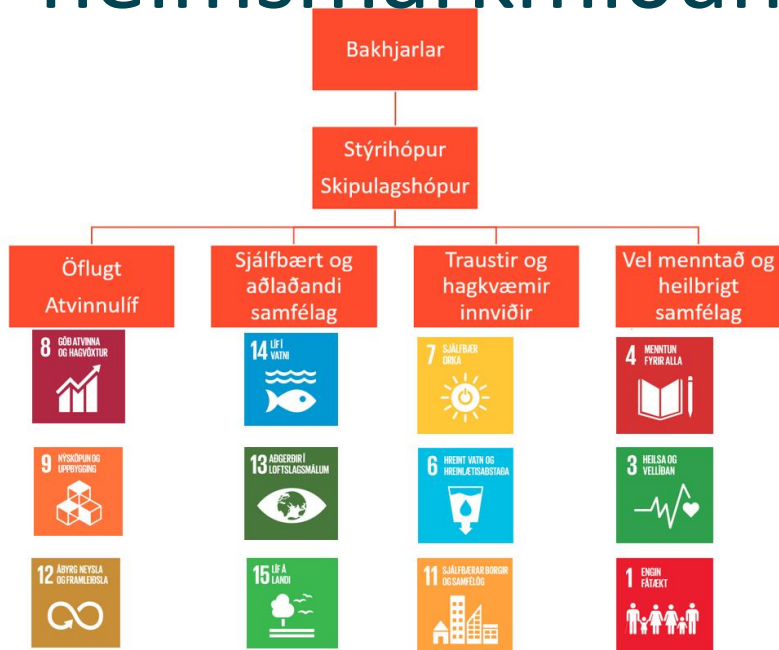 Bakhjarlar
Stýrihópur
Skipulagshópur
Öflugt
Atvinnulíf
Sjálfbært og
aðlaðandi
samfélag
Traustir og
hagkvæmir
innviðir
Vel menntað og
heilbrigt
samfélag
8 GÓÐ ATVINNA
OG HAGVÖXTUR
14 LÍF Í
VATNI
7 SJÁLFBÆR
ORKA
4 MENNTUN
FYRIR ALLA
9 NÝSKÖPUN OG
UPPBYGGING
13 AÐGERÐIR Í
LOFTSLAGSMÁLUM
6 HREINT VATN OG
HREINLÆTISAÐSTAÐA
3 HEILSA OG
VELLÍÐAN
12 ÁBYRG NEYSLA
OG FRAMLEIÐSLA
15 LÍF Á
LANDI
11 SJÁLFBÆRAR BORGIR
OG SAMFÉLÖG
1 ENGIN
FÁTÆKT